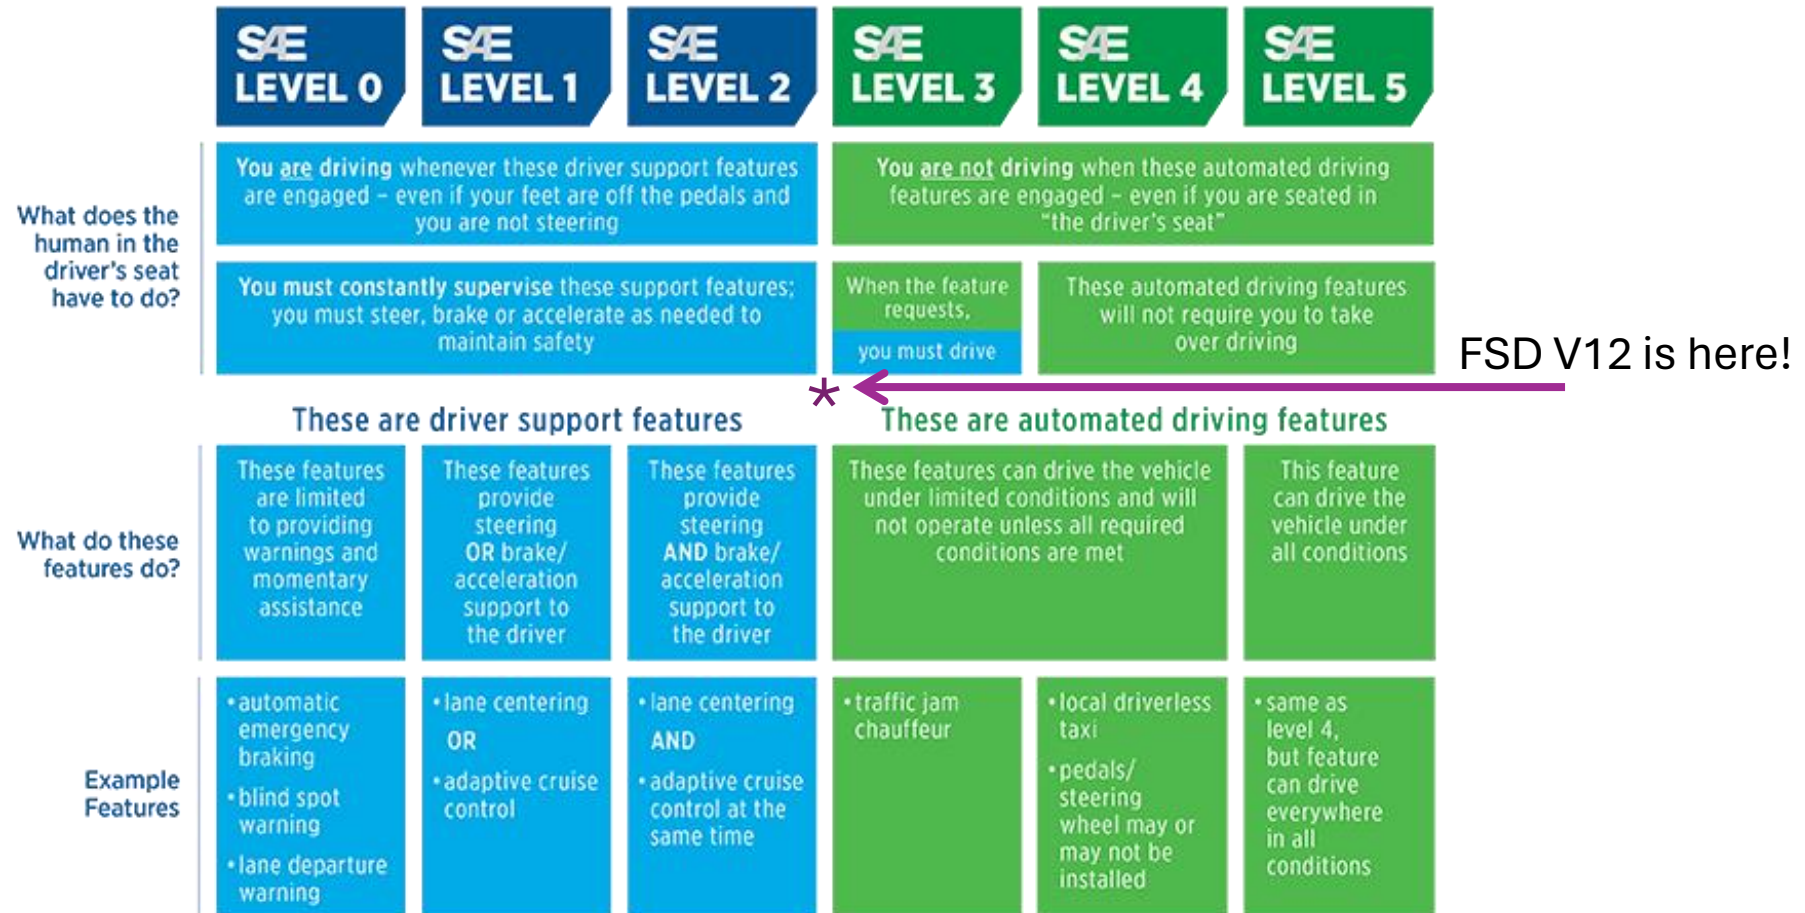 SAE
LEVEL 0
SAE
LEVEL 1
SAE
LEVEL 2
SAE
LEVEL 3
SAE
LEVEL 4
SAE
LEVEL 5
What does the
human in the
driver's seat
have to do?
You are driving whenever these driver support features
are engaged – even if your feet are off the pedals and
you are not steering
You are not driving when these automated driving
features are engaged – even if you are seated in
"the driver's seat"
You must constantly supervise these support features;
you must steer, brake or accelerate as needed to
maintain safety
When the feature
requests,
you must drive
These automated driving features
will not require you to take
over driving
FSD V12 is here!
*
These are driver support features
These are automated driving features
What do these
features do?
These features
are limited
to providing
warnings and
momentary
assistance
These features
provide
steering
OR brake/
acceleration
support to
the driver
These features
provide
steering
AND brake/
acceleration
support to
the driver
These features can drive the vehicle
under limited conditions and will
not operate unless all required
conditions are met
This feature
can drive the
vehicle under
all conditions
Example
Features
•automatic
emergency
braking
•blind spot
warning
•lane departure
warning
•lane centering
OR
•adaptive cruise
control
•lane centering
AND
•adaptive cruise
control at the
same time
•traffic jam
chauffeur
•local driverless
taxi
•pedals/
steering
wheel may or
may not be
installed
•same as
level 4,
but feature
can drive
everywhere
in all
conditions